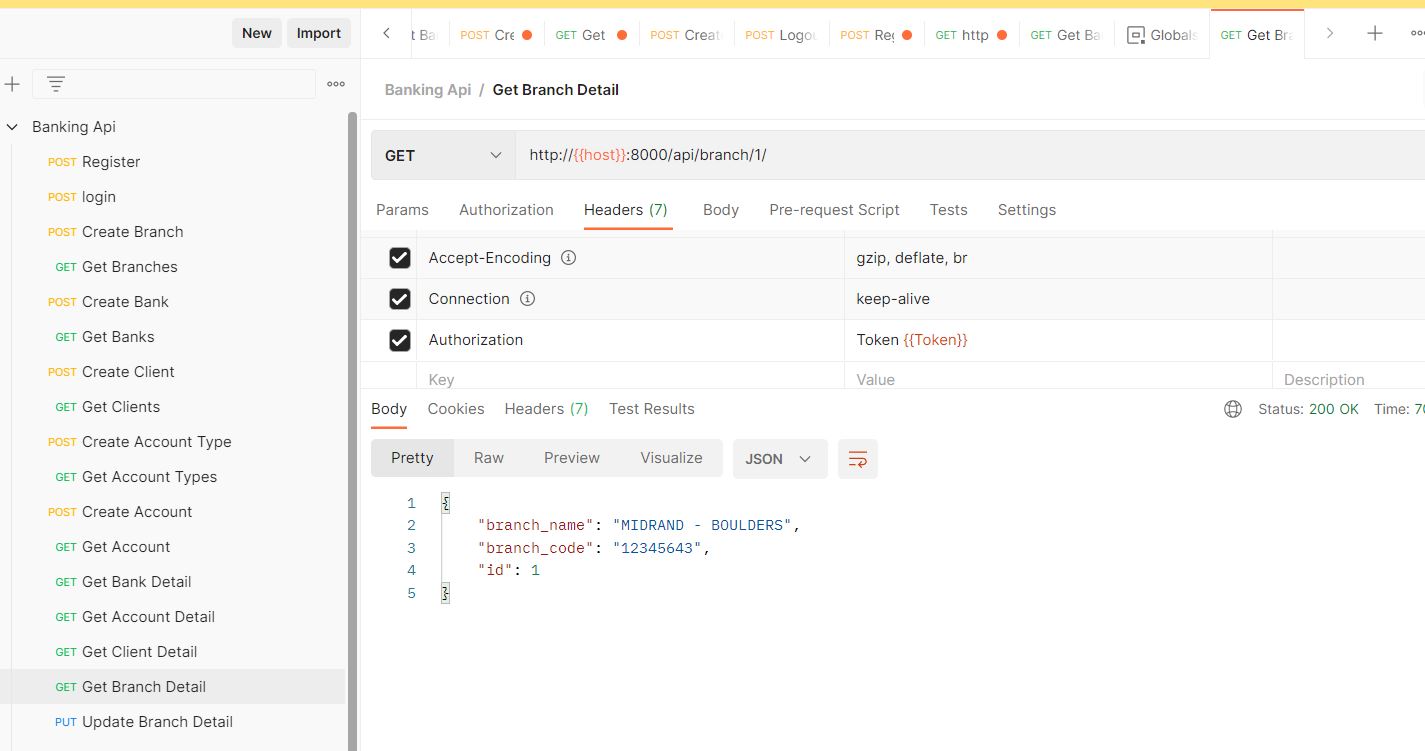 New Import
t Ba POST Cre GET Get POST Creat POST Logou POST Reg GET http GET Get Ba Globals GET Get Bra
Banking Api / Get Branch Detail
Banking Api
POST Register
POST login
POST Create Branch
GET Get Branches
POST Create Bank
GET Get Banks
POST Create Client
GET Get Clients
POST Create Account Type
GET Get Account Types
POST Create Account
GET Get Account
GET Get Bank Detail
GET Get Account Detail
GET Get Client Detail
GET Get Branch Detail
PUT Update Branch Detail
GET http://{{host}}:8000/api/branch/1/
Params Authorization Headers (7) Body Pre-request Script Tests Settings
Accept-Encoding gzip, deflate, br
Connection keep-alive
Authorization Token {{Token}}
Key Value Description
Body Cookies Headers (7) Test Results Status: 200 OK Time: 70
Pretty Raw Preview Visualize JSON
1 {
2 "branch_name": "MIDRAND - BOULDERS",
3 "branch_code": "12345643",
4 "id": 1
5 }